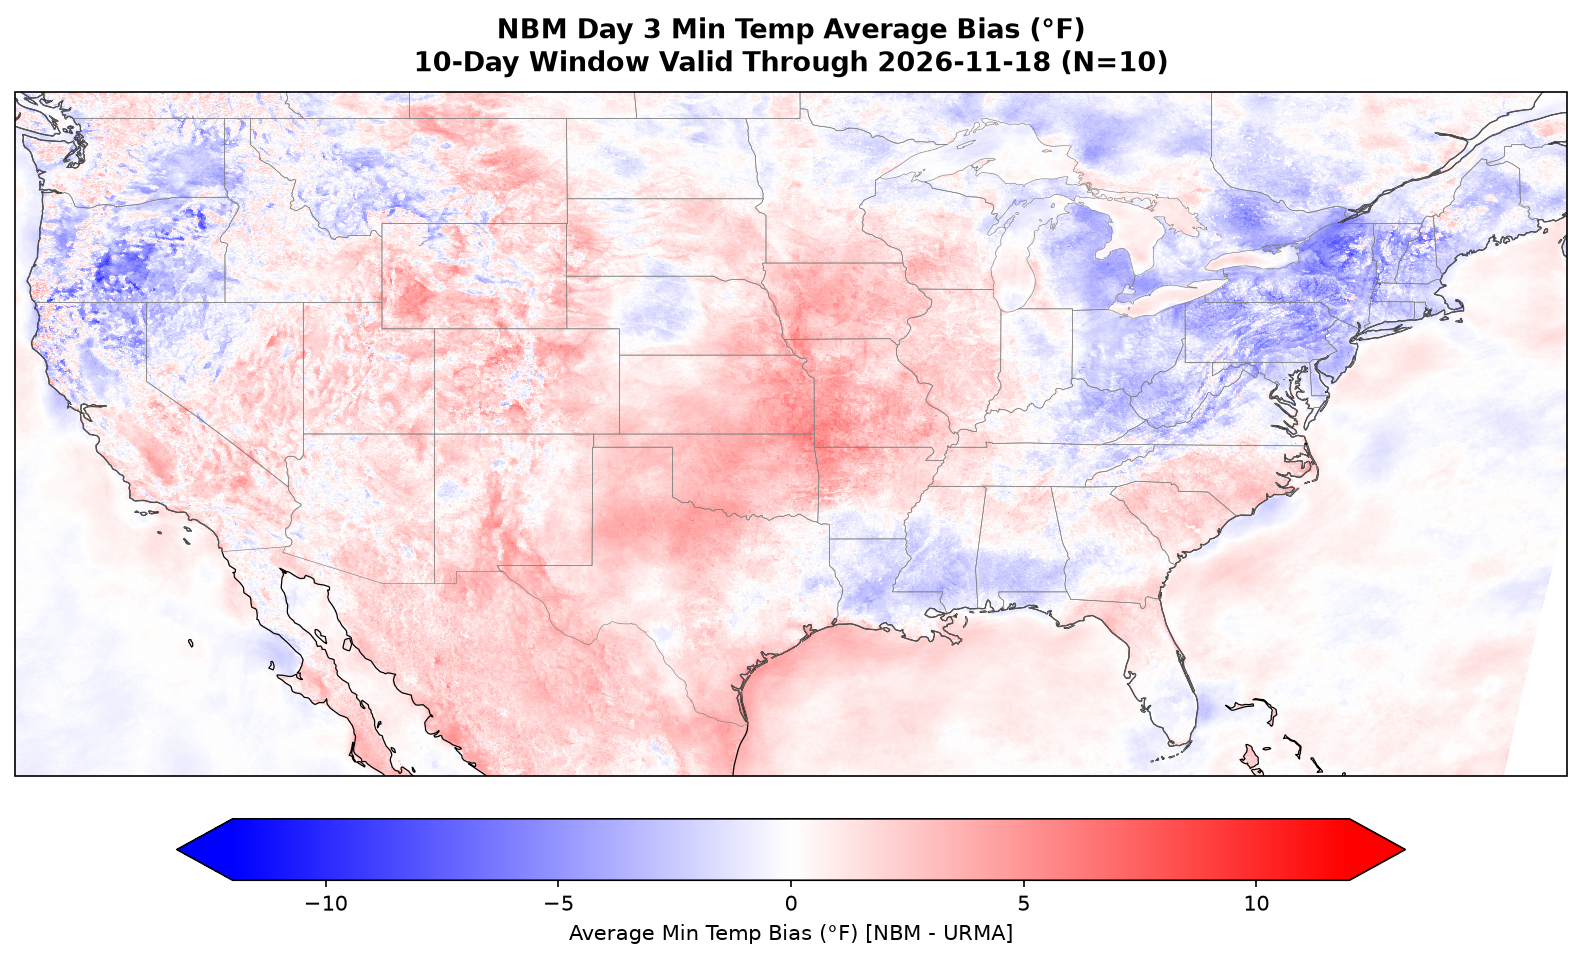 NBM Day 3 Min Temp Average Bias (°F)
10-Day Window Valid Through 2026-11-18 (N=10)
−10 −5 0 5 10
Average Min Temp Bias (°F) [NBM - URMA]